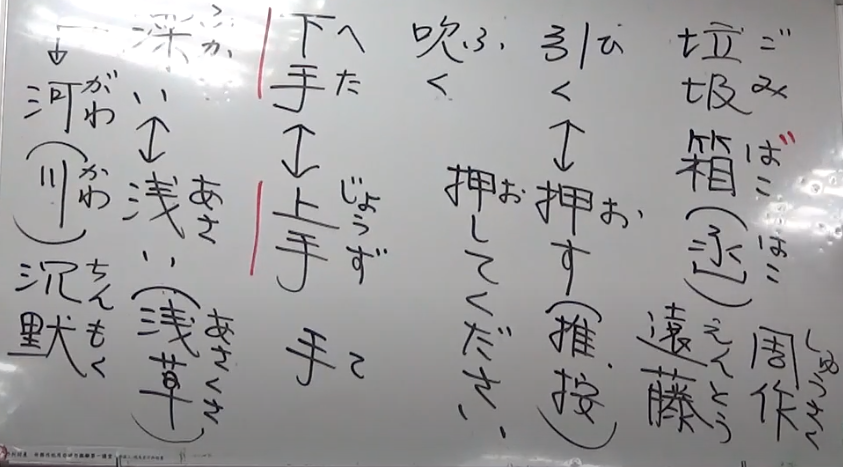 ごみばこ はこ
垃圾箱(函)
しゅうさく
周作
えんとう
遠藤
ひ お
引く↔押す(推.按)
ふ
吹く
お
押してください
へた じょうず て
下手↔上手 手
ふか あさ あさくさ
深い↔浅い(浅草)
がわ かわ ちんもく
→河(川)沉默